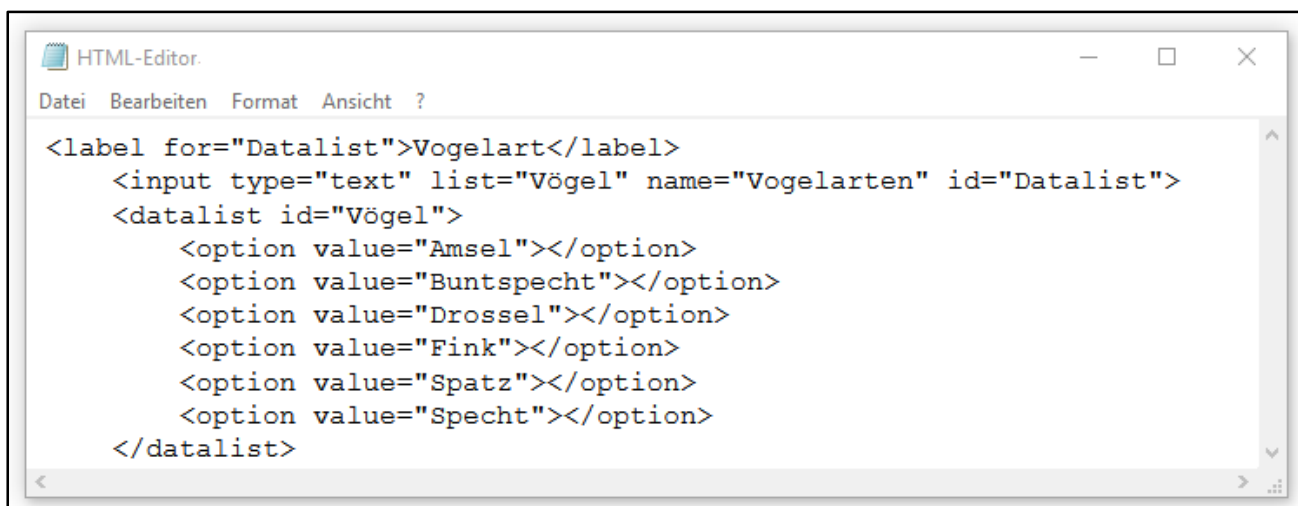 HTML-Editor
Datei Bearbeiten Format Ansicht ?
<label for="Datalist">Vogelart</label>
<input type="text" list="Vögel" name="Vogelarten" id="Datalist">
<datalist id="Vögel">
<option value="Amsel"></option>
<option value="Buntspecht"></option>
<option value="Drossel"></option>
<option value="Fink"></option>
<option value="Spatz"></option>
<option value="Specht"></option>
</datalist>